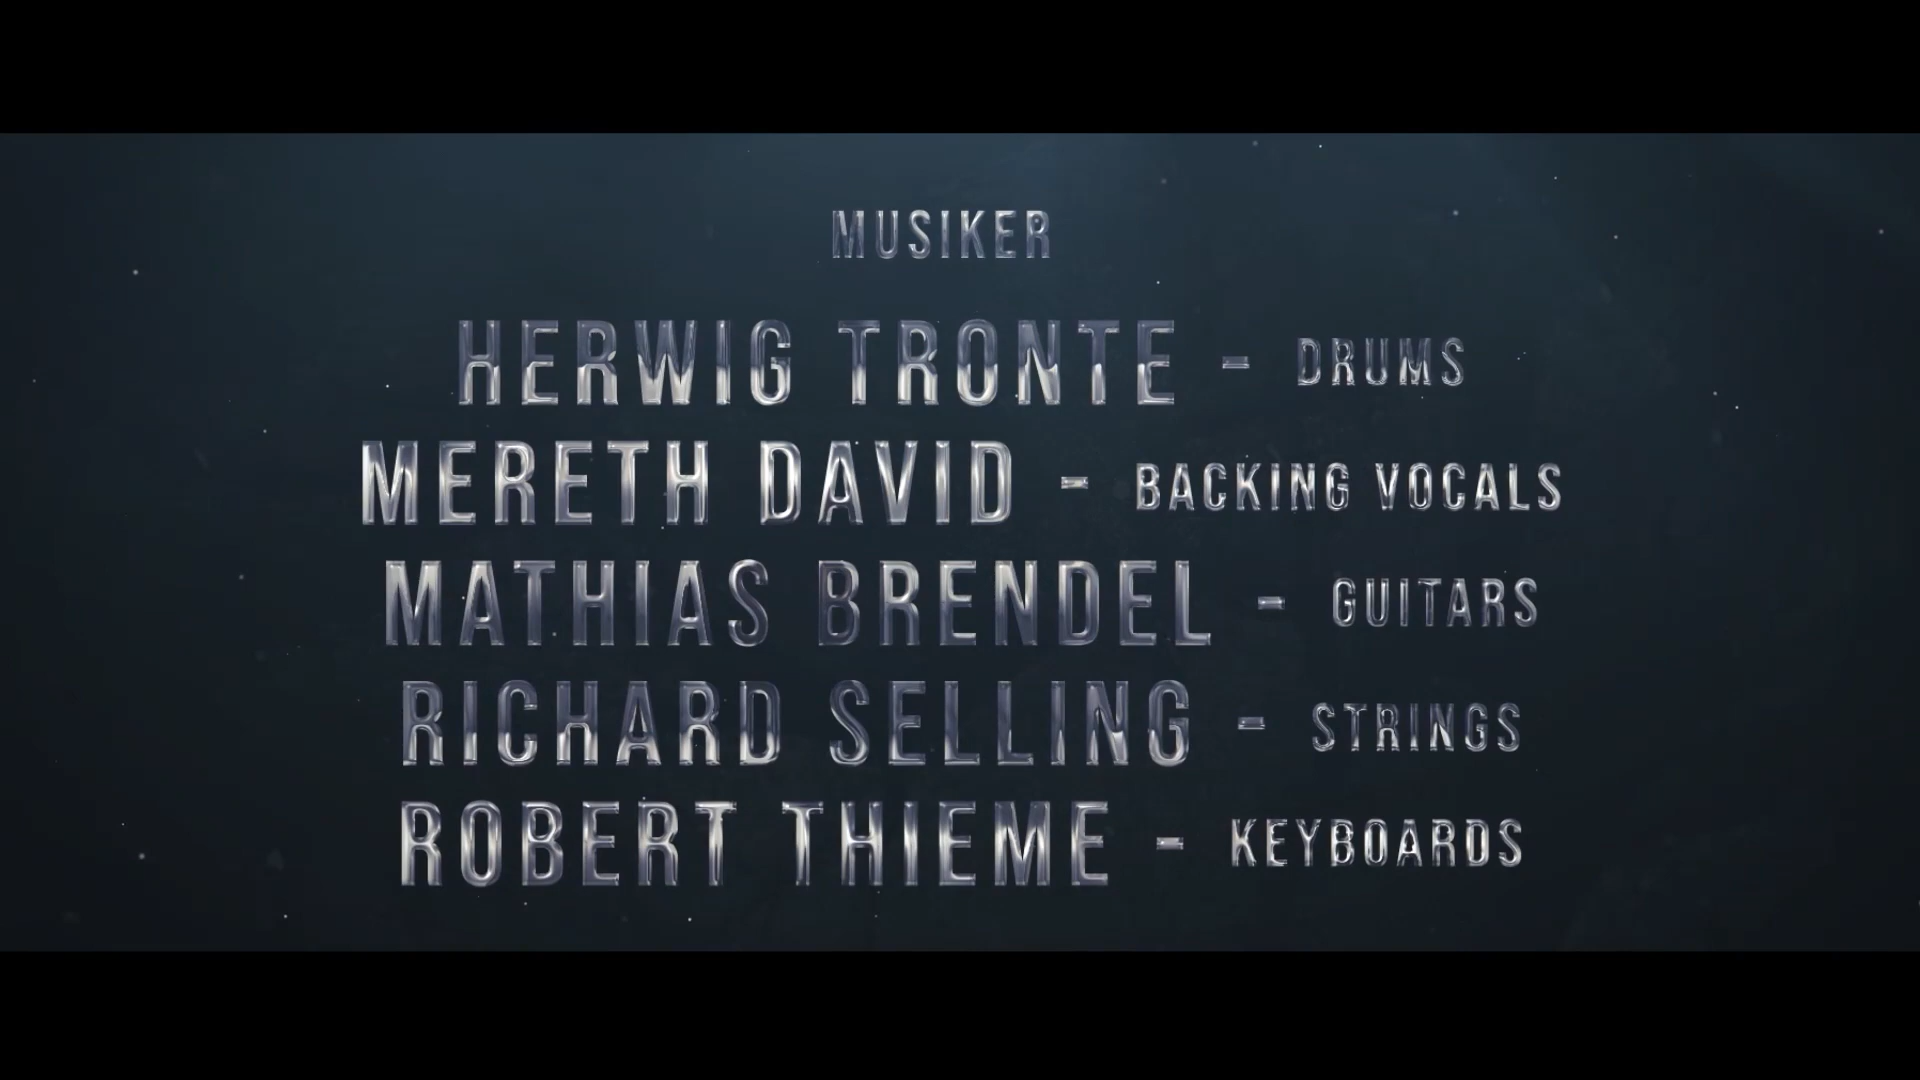 MUSIKER
HERWIG TRONTE - DRUMS
MERETH DAVID - BACKING VOCALS
MATHIAS BRENDEL - GUITARS
RICHARD SELLING - STRINGS
ROBERT THIEME - KEYBOARDS